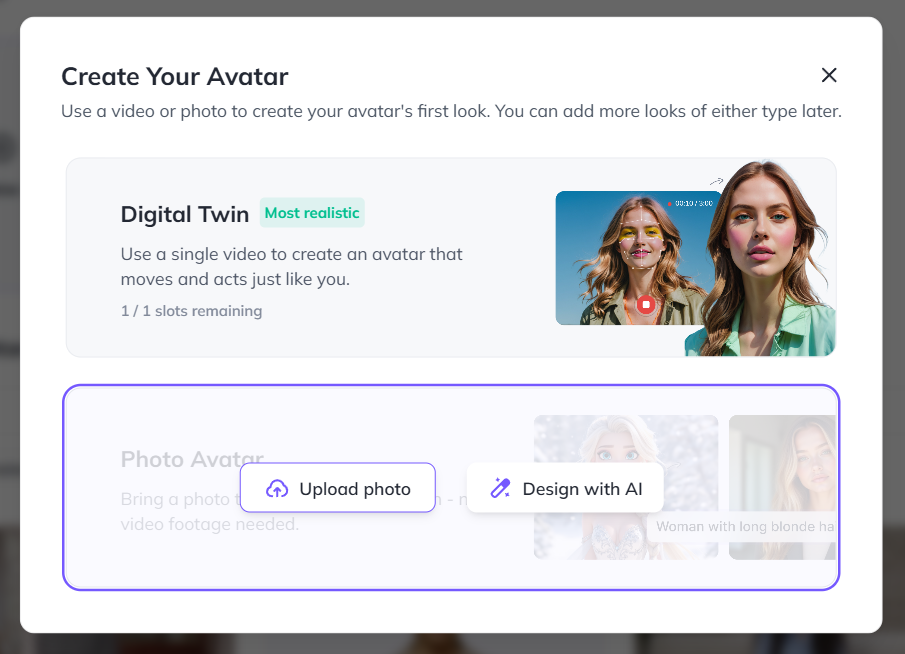 Create Your Avatar
Use a video or photo to create your avatar's first look. You can add more looks of either type later.
Digital Twin Most realistic
Use a single video to create an avatar that
moves and acts just like you.
1 / 1 slots remaining
00:10 / 3:00
Photo Avatar
Bring a photo
video footage needed.
Upload photo
Design with AI
Woman with long blonde